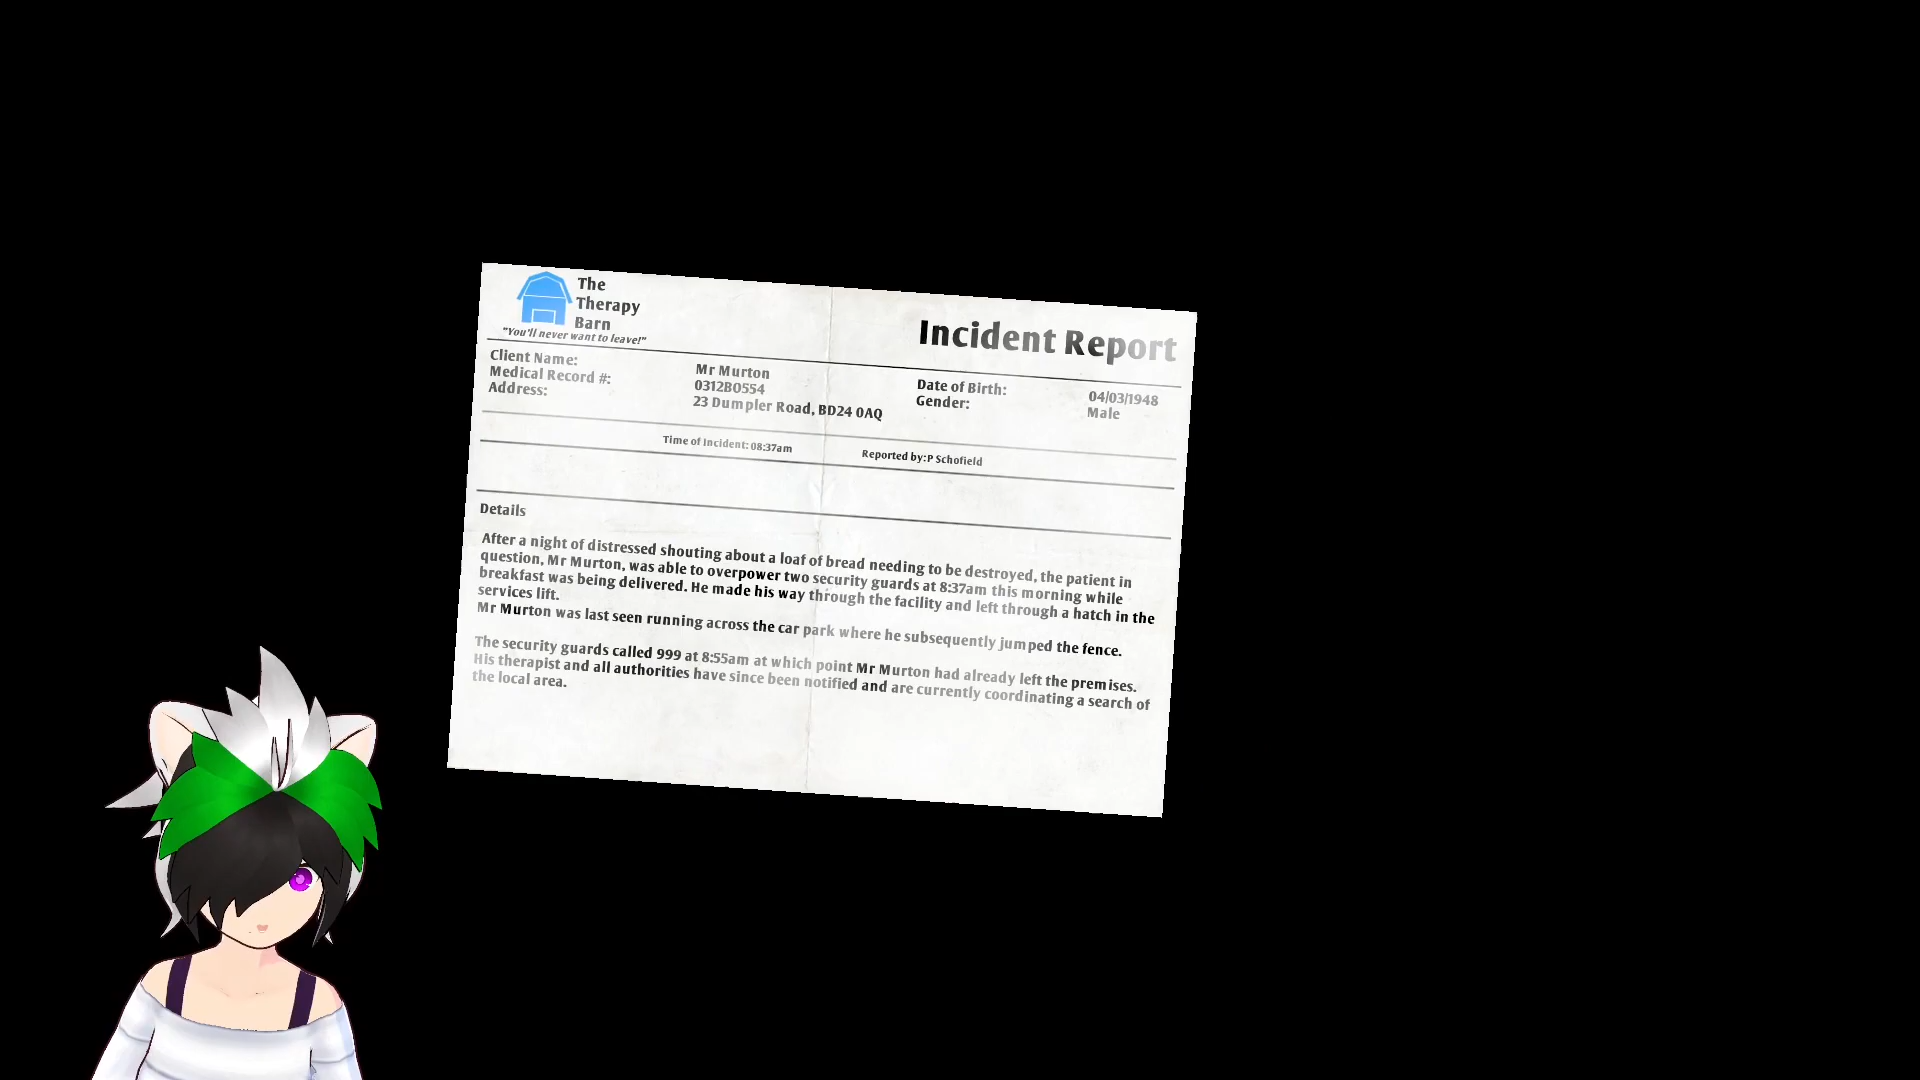 The
Therapy
Barn
"You'll never want to leave!"
Incident Report
Client Name: Mr Murton
Medical Record #: 0312B0554
Address: 23 Dumpler Road, BD24 0AQ
Date of Birth: 04/03/1948
Gender: Male
Time of Incident: 08:37am
Reported by:P Schofield
Details
After a night of distressed shouting about a loaf of bread needing to be destroyed, the patient in
question, Mr Murton, was able to overpower two security guards at 8:37am this morning while
breakfast was being delivered. He made his way through the facility and left through a hatch in the
services lift.
Mr Murton was last seen running across the car park where he subsequently jumped the fence.
The security guards called 999 at 8:55am at which point Mr Murton had already left the premises.
His therapist and all authorities have since been notified and are currently coordinating a search of
the local area.